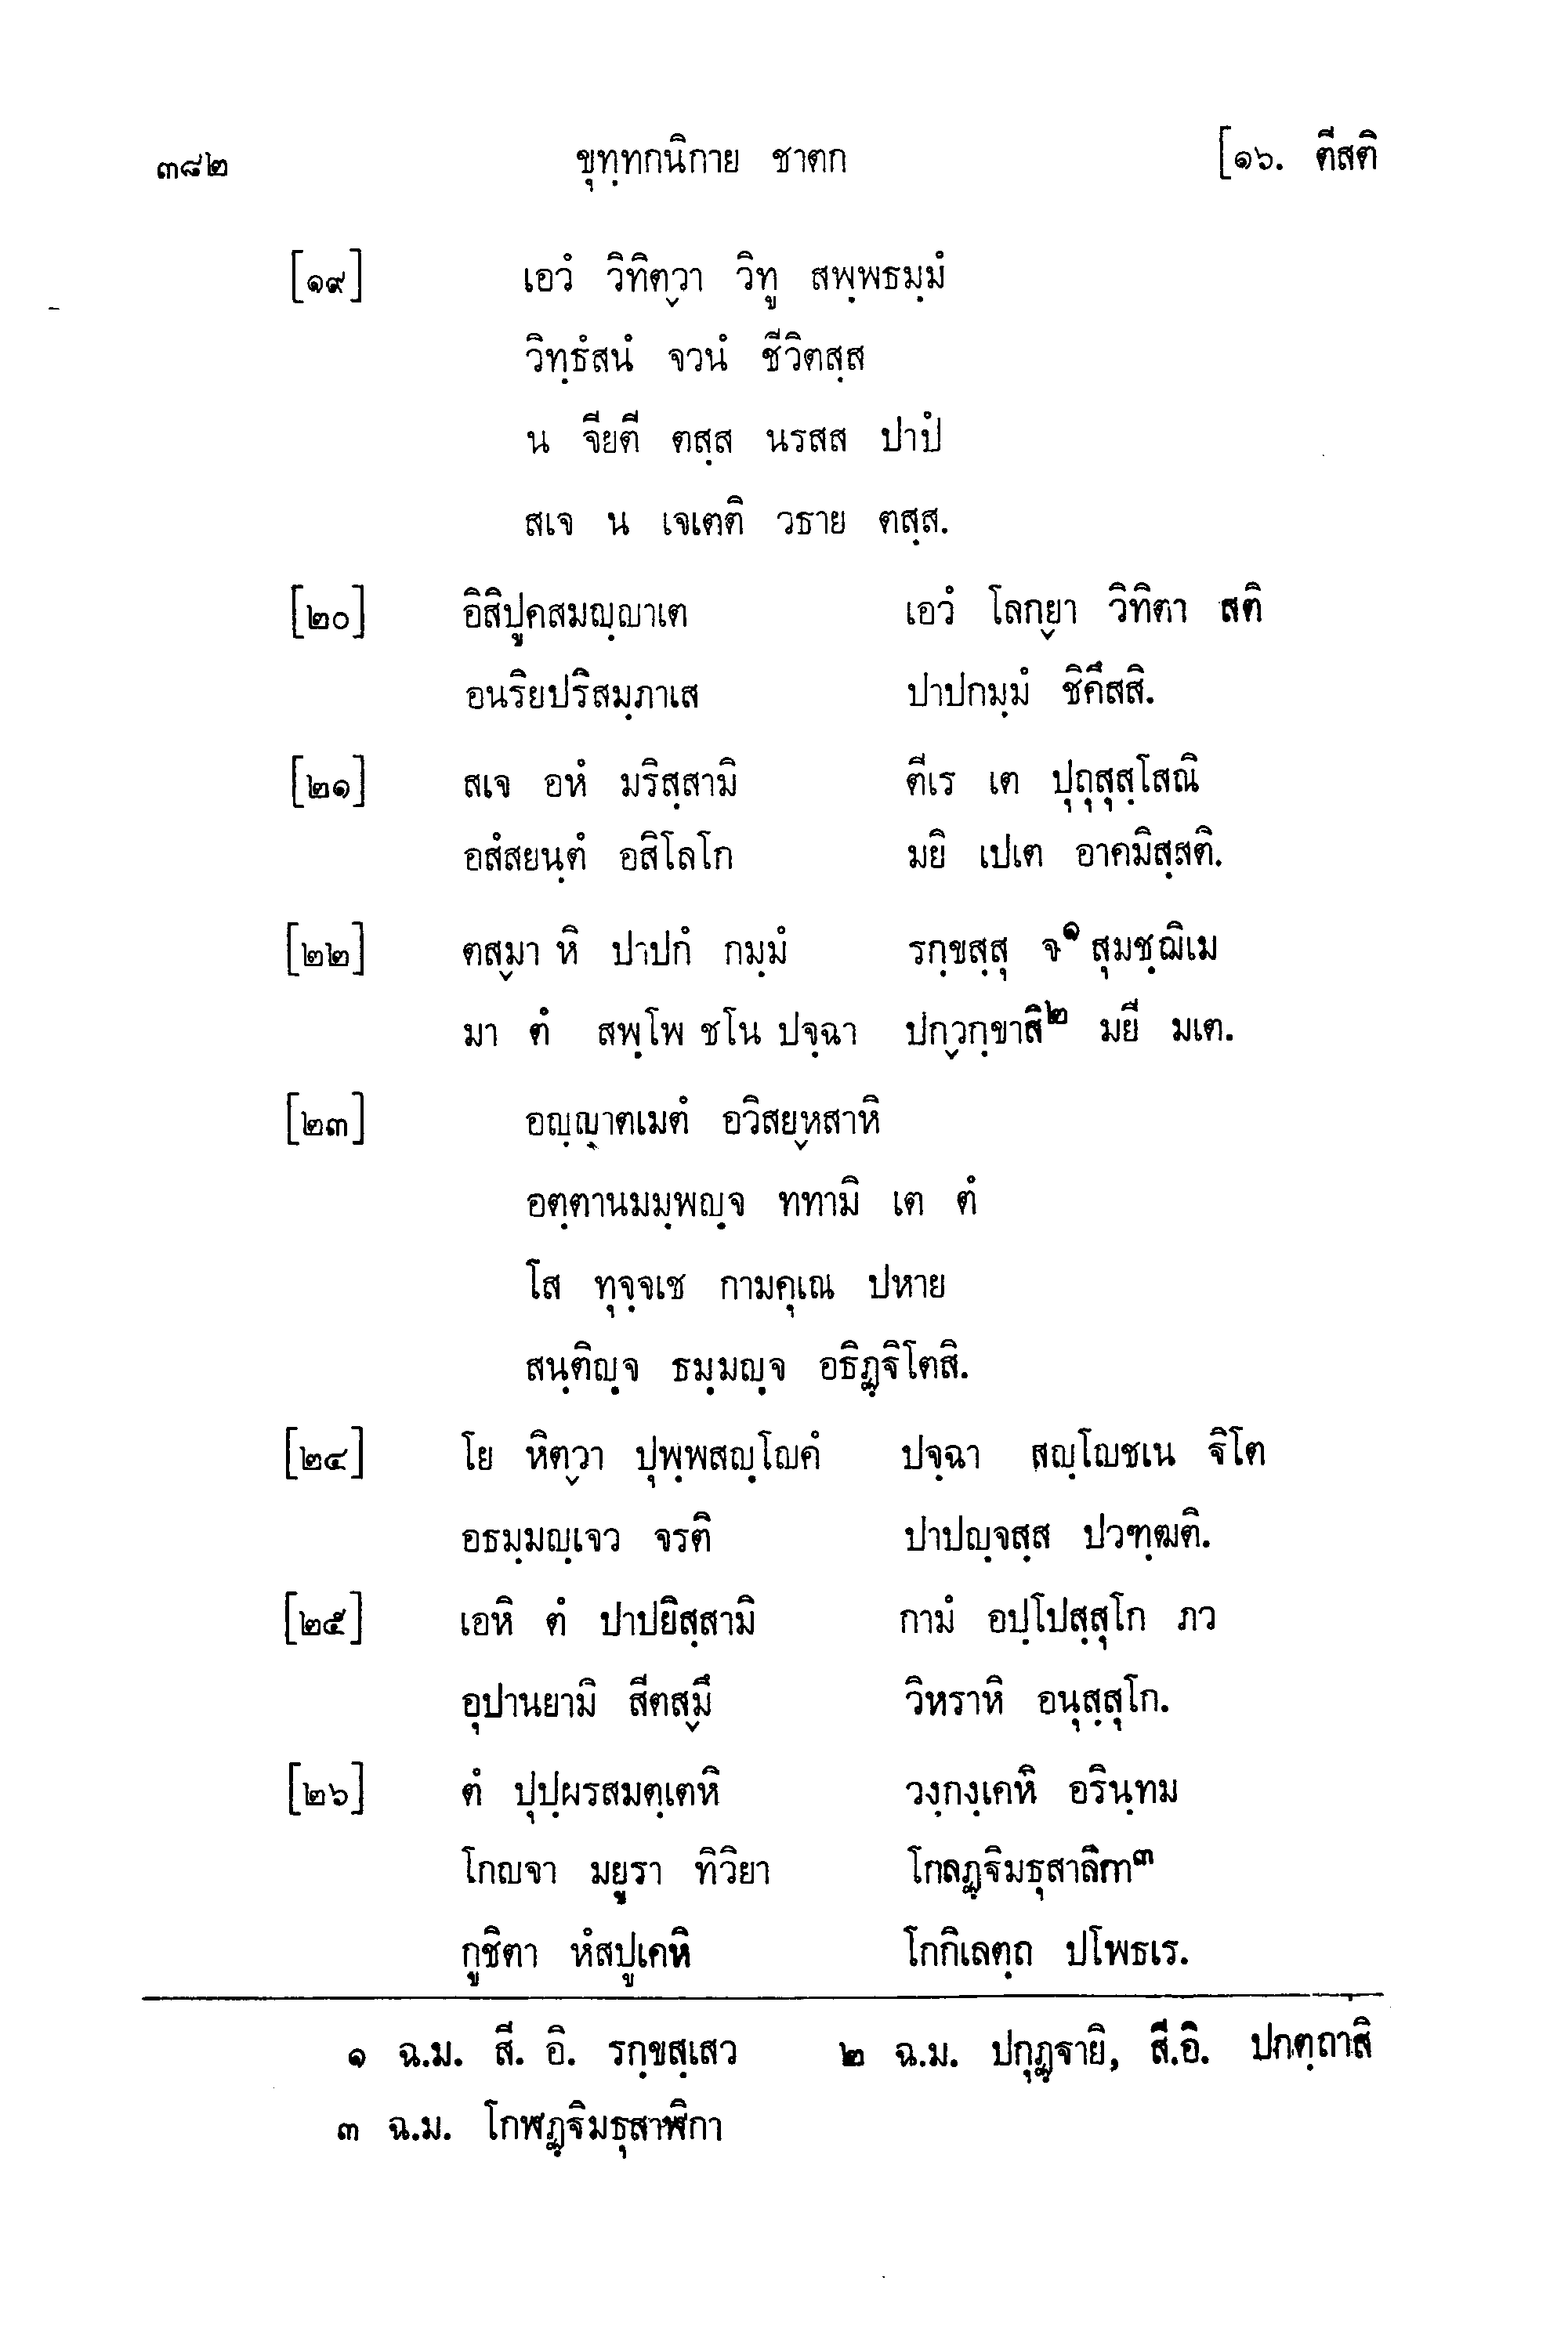 ๓๘๒ ขุทฺทกนิกาย ชาตก [๑๖. ตีสติ
[๑๙] เอวํ วิทิตฺวา วิทู สพฺพธมฺมํ
วิทฺธํสนํ จวนํ ชีวิตสฺส
น จียตี ตสฺส นรสส ปาปํ
สเจ น เจเตติ วธาย ตสฺส.
[๒๐] อิสิปูคสมญฺญาเต เอวํ โลกฺยา วิทิตา สติ
อนริยปริสมฺภาเส ปาปกมฺมํ ชิคึสสิ.
[๒๑] สเจ อหํ มริสฺสามิ ตีเร เต ปุถุสุสฺโสณิ
อสํสยนฺตํ อสิโลโก มยิ เปเต อาคมิสฺสติ.
[๒๒] ตสฺมา หิ ปาปกํ กมฺมํ รกฺขสฺสุ จ๑ สุมชฺฌิเม
มา ตํ สพฺโพ ชโน ปจฺฉา ปกฺวกฺขาสิ๒ มยี มเต.
[๒๓] อญฺญาตเมตํ อวิสยฺหสาหิ
อตฺตานมมฺพญฺจ ททามิ เต ตํ
โส ทุจฺจเช กามคุเณ ปหาย
สนฺติญฺจ ธมฺมญฺจ อธิฏฺฐิโตสิ.
[๒๔] โย หิตฺวา ปุพฺพสญฺโญคํ ปจฺฉา สญฺโญชเน ฐิโต
อธมฺมญฺเจว จรติ ปาปญฺจสฺส ปวฑฺฒติ.
[๒๕] เอหิ ตํ ปาปยิสฺสามิ กามํ อปฺโปสฺสุโก ภว
อุปานยามิ สีตสฺมึ วิหราหิ อนุสฺสุโก.
[๒๖] ตํ ปุปฺผรสมตฺเตหิ วงฺกงฺเคหิ อรินฺทม
โกญจา มยูรา ทิวิยา โกลฏฺฐิมธุสาลิกา๓
กูชิตา หํสปูเคหิ โกกิเลตฺถ ปโพธเร.
๑ ฉ.ม. สี. อิ. รกฺขสฺเสว ๒ ฉ.ม. ปกุฏฺฐายิ, สี.อิ. ปกตฺถาสิ
๓ ฉ.ม. โกฬฏฺฐิมธุสาฬิกา